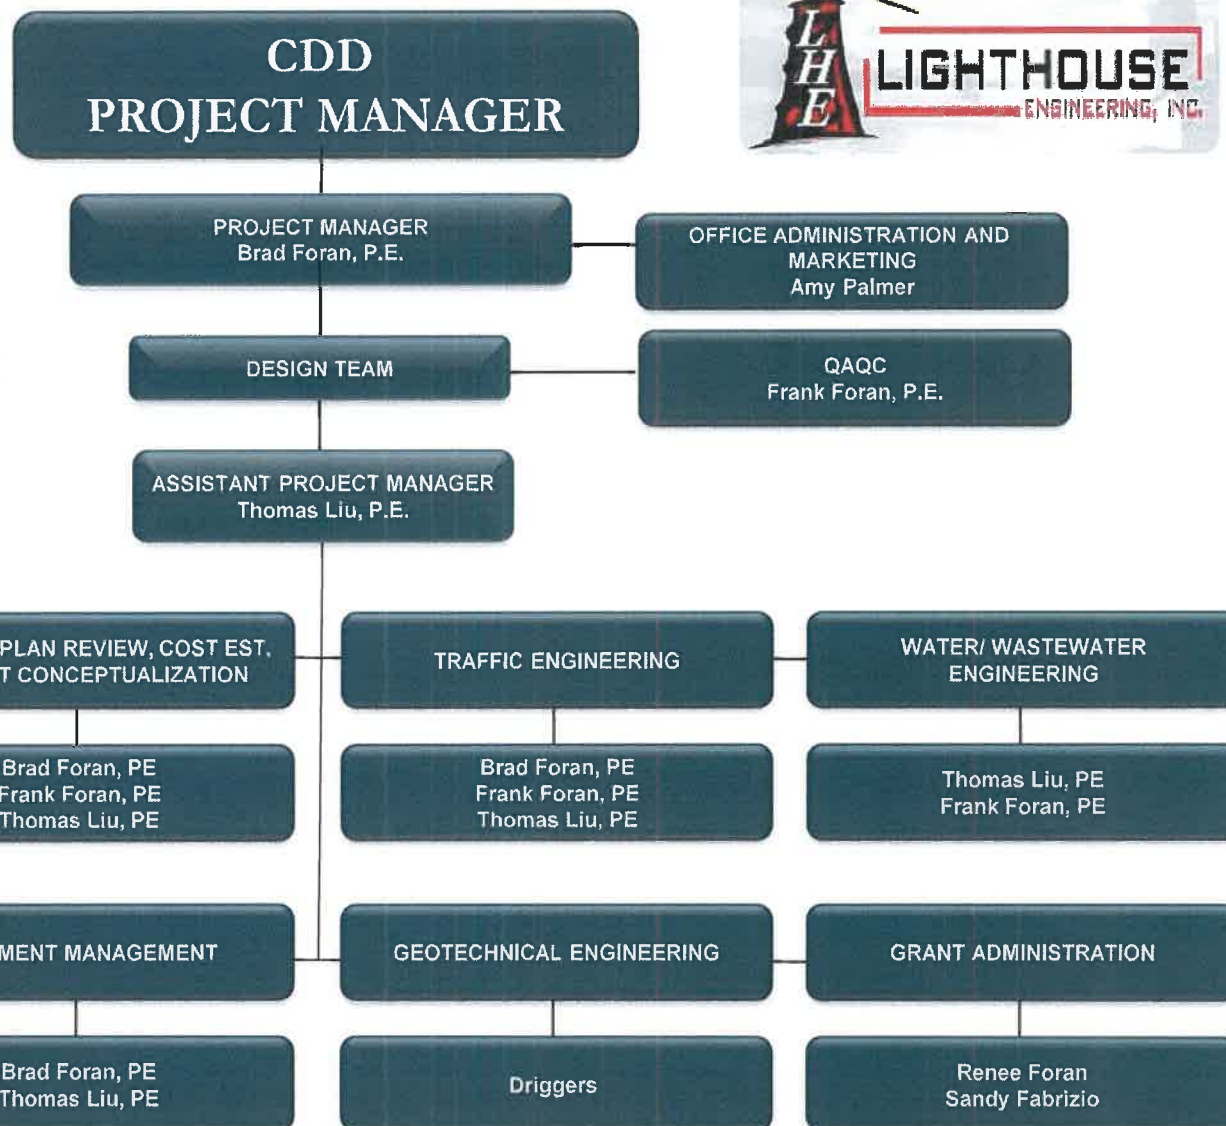 CDD
PROJECT MANAGER
LHE
LIGHTHOUSE
ENGINEERING, INC.
PROJECT MANAGER
Brad Foran, P.E.
OFFICE ADMINISTRATION AND
MARKETING
Amy Palmer
DESIGN TEAM
QAQC
Frank Foran, P.E.
ASSISTANT PROJECT MANAGER
Thomas Liu, P.E.
PLAN REVIEW, COST EST.
T CONCEPTUALIZATION
TRAFFIC ENGINEERING
WATER/ WASTEWATER
ENGINEERING
Brad Foran, PE
Frank Foran, PE
Thomas Liu, PE
Brad Foran, PE
Frank Foran, PE
Thomas Liu, PE
Thomas Liu, PE
Frank Foran, PE
MENT MANAGEMENT
GEOTECHNICAL ENGINEERING
GRANT ADMINISTRATION
Brad Foran, PE
Thomas Liu, PE
Driggers
Renee Foran
Sandy Fabrizio